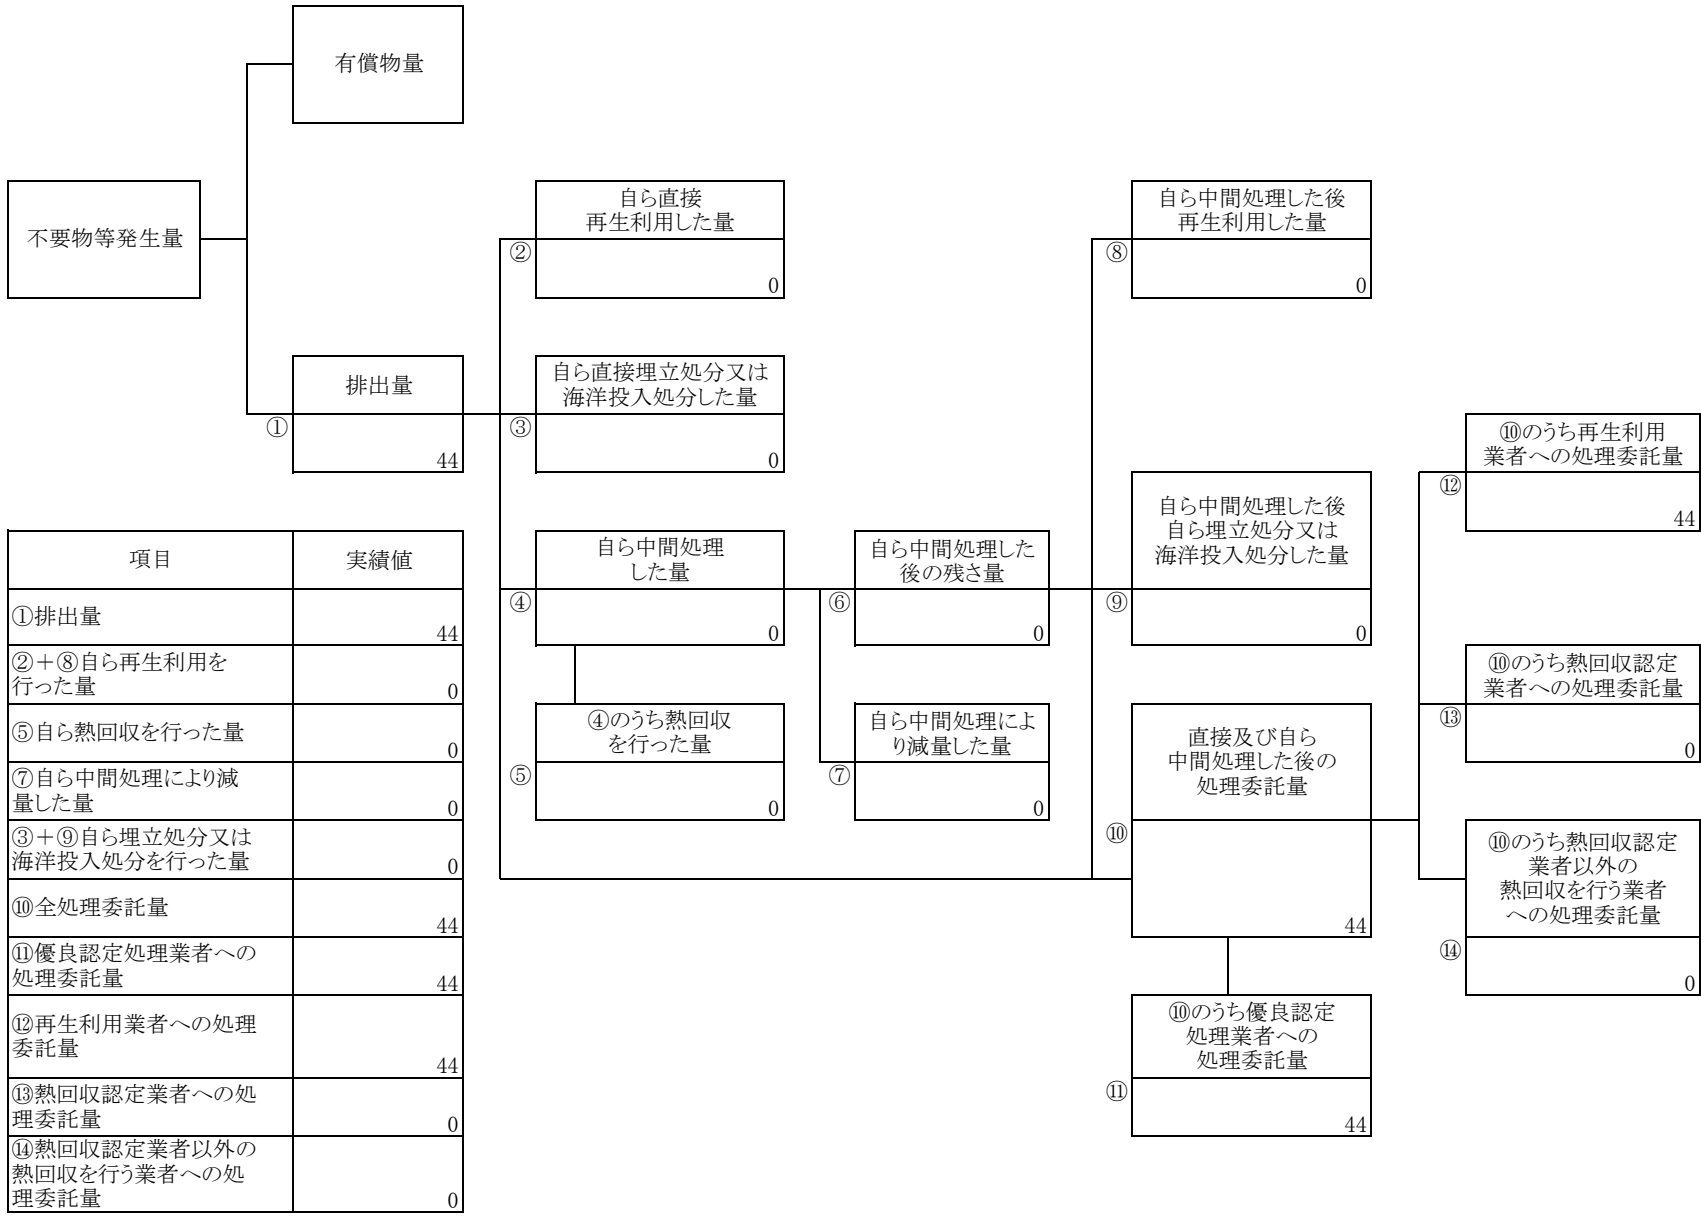 有償物量
不要物等発生量
自ら直接
再生利用した量
②
0
自ら中間処理した後
再生利用した量
⑧
0
排出量
①
44
自ら直接埋立処分又は
海洋投入処分した量
③
0
⑩のうち再生利用
業者への処理委託量
⑫
44
自ら中間処理
した量
④
0
自ら中間処理した
後の残さ量
⑥
0
自ら中間処理した後
自ら埋立処分又は
海洋投入処分した量
⑨
0
⑩のうち熱回収認定
業者への処理委託量
⑬
0
④のうち熱回収
を行った量
⑤
0
自ら中間処理によ
り減量した量
⑦
0
直接及び自ら
中間処理した後の
処理委託量
⑩
44
⑩のうち熱回収認定
業者以外の
熱回収を行う業者
への処理委託量
⑭
0
⑩のうち優良認定
処理業者への
処理委託量
⑪
44
項目 実績値
①排出量
44
②＋⑧自ら再生利用を
行った量
0
⑤自ら熱回収を行った量
0
⑦自ら中間処理により減
量した量
0
③＋⑨自ら埋立処分又は
海洋投入処分を行った量
0
⑩全処理委託量
44
⑪優良認定処理業者への
処理委託量
44
⑫再生利用業者への処理
委託量
44
⑬熱回収認定業者への処
理委託量
0
⑭熱回収認定業者以外の
熱回収を行う業者への処
理委託量
0